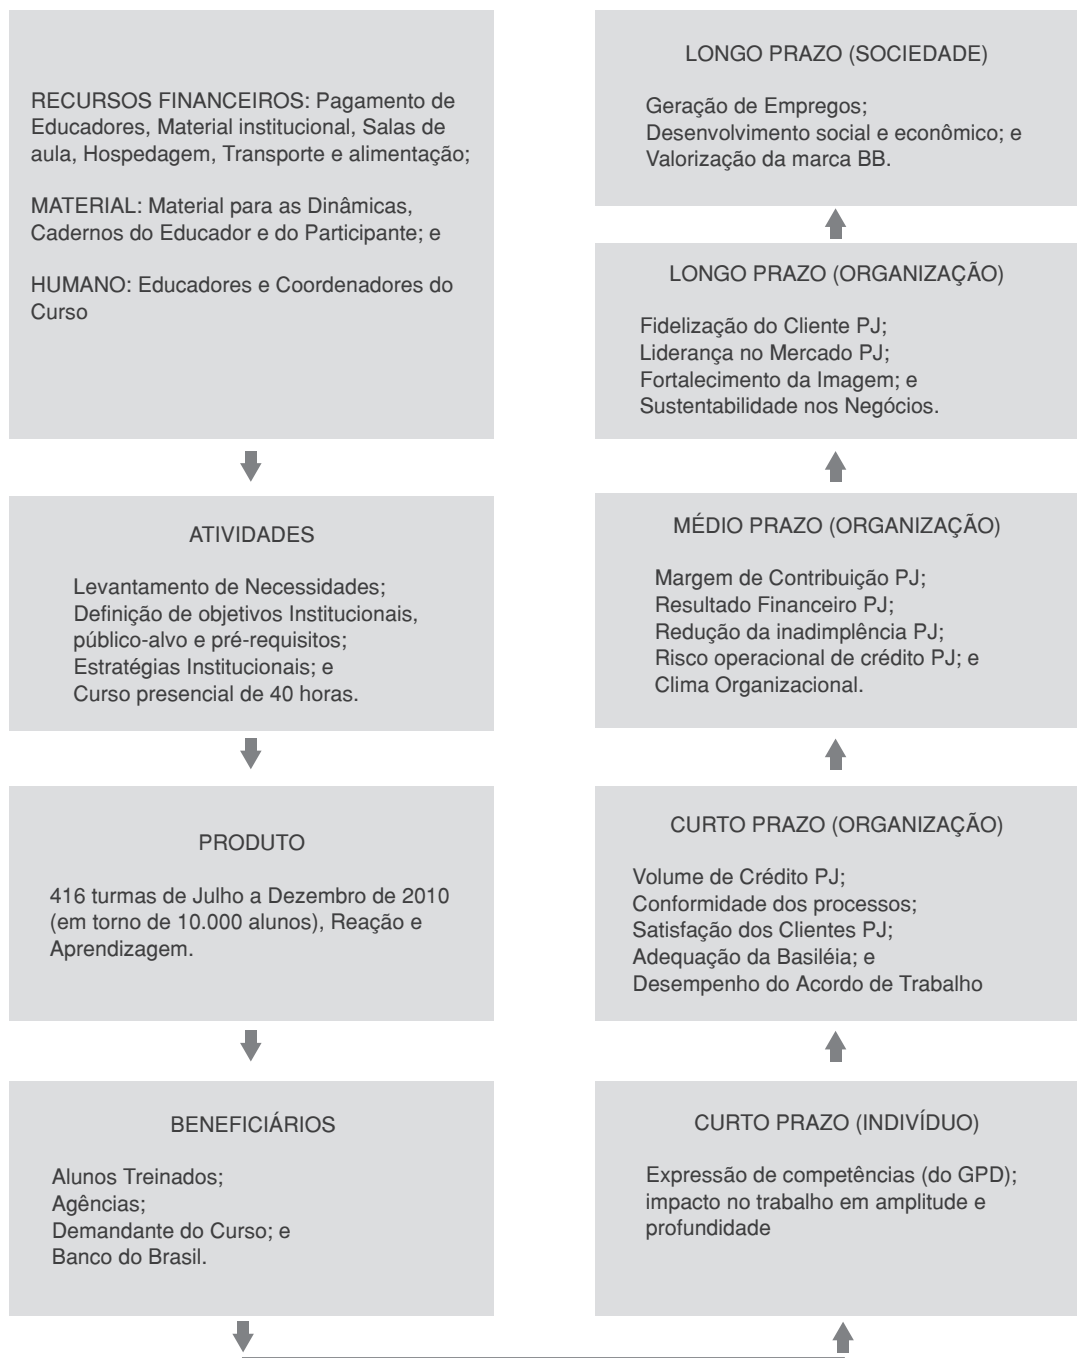 RECURSOS FINANCEIROS: Pagamento de
Educadores, Material institucional, Salas de
aula, Hospedagem, Transporte e alimentação;
MATERIAL: Material para as Dinâmicas,
Cadernos do Educador e do Participante; e
HUMANO: Educadores e Coordenadores do
Curso
ATIVIDADES
Levantamento de Necessidades;
Definição de objetivos Institucionais,
público-alvo e pré-requisitos;
Estratégias Institucionais; e
Curso presencial de 40 horas.
PRODUTO
416 turmas de Julho a Dezembro de 2010
(em torno de 10.000 alunos), Reação e
Aprendizagem.
BENEFICIÁRIOS
Alunos Treinados;
Agências;
Demandante do Curso; e
Banco do Brasil.
CURTO PRAZO (INDIVÍDUO)
Expressão de competências (do GPD);
impacto no trabalho em amplitude e
profundidade
CURTO PRAZO (ORGANIZAÇÃO)
Volume de Crédito PJ;
Conformidade dos processos;
Satisfação dos Clientes PJ;
Adequação da Basiléia; e
Desempenho do Acordo de Trabalho
MÉDIO PRAZO (ORGANIZAÇÃO)
Margem de Contribuição PJ;
Resultado Financeiro PJ;
Redução da inadimplência PJ;
Risco operacional de crédito PJ; e
Clima Organizacional.
LONGO PRAZO (ORGANIZAÇÃO)
Fidelização do Cliente PJ;
Liderança no Mercado PJ;
Fortalecimento da Imagem; e
Sustentabilidade nos Negócios.
LONGO PRAZO (SOCIEDADE)
Geração de Empregos;
Desenvolvimento social e econômico; e
Valorização da marca BB.